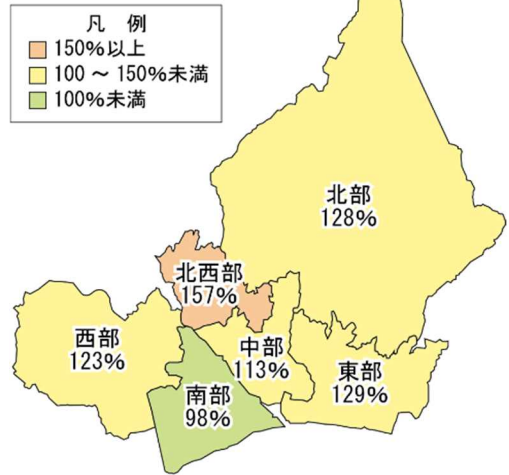 凡 例
150%以上
100 ~ 150%未満
100%未満
北部
128%
北西部
157%
西部
123%
中部
113%
東部
129%
南部
98%